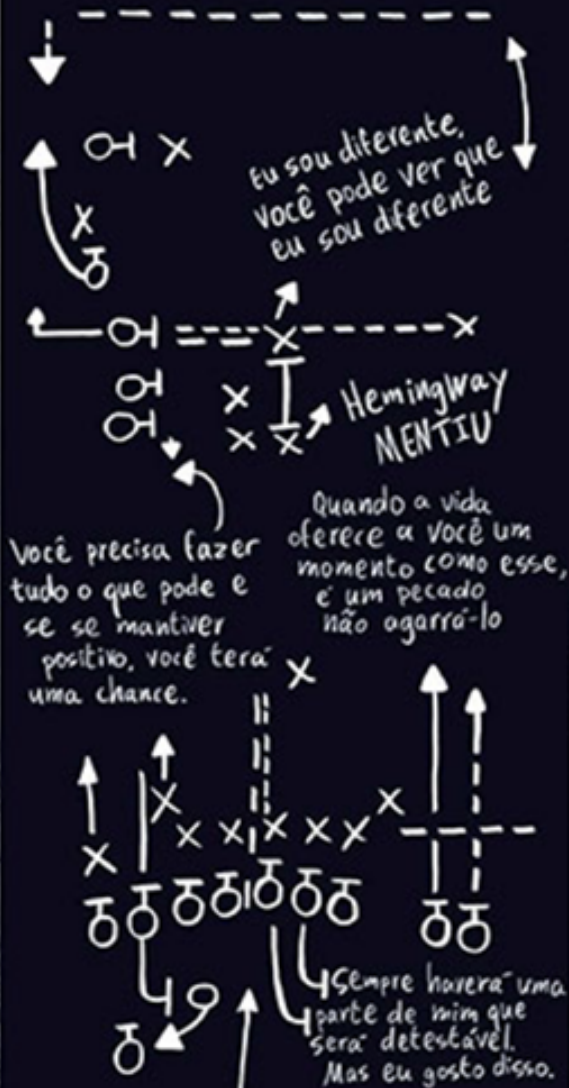 Eu sou diferente,
você pode ver que
eu sou diferente
Hemingway
MENTIU
Quando a vida
oferece a você um
momento como esse,
é um pecado
não agarrá-lo
Você precisa fazer
tudo o que pode e
se se mantiver
positivo, você terá
uma chance.
Sempre haverá uma
parte de mim que
será detestável.
Mas eu gosto disso.